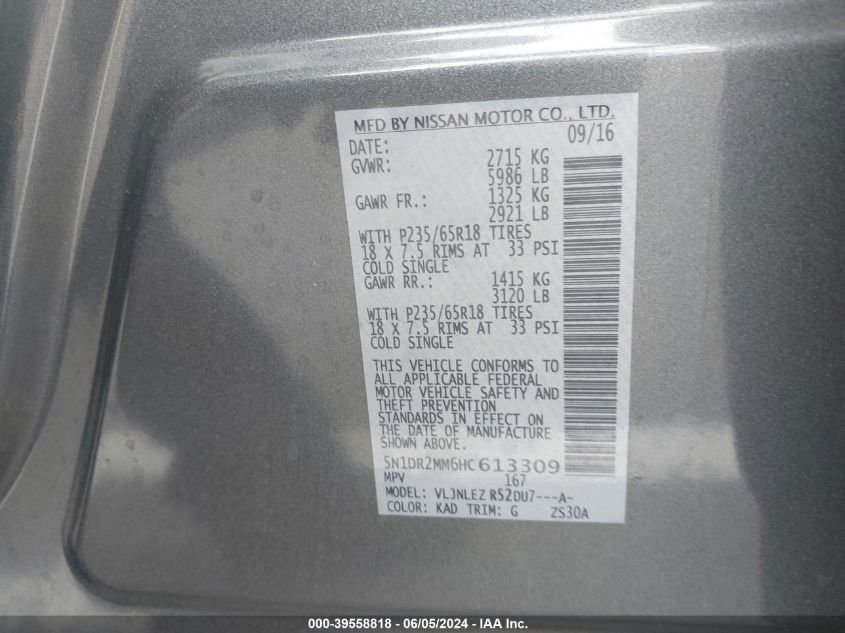 MFD BY NISSAN MOTOR CO., LTD.
DATE: 09/16
GVWR: 2715 KG
5986 LB
GAWR FR.: 1325 KG
2921 LB
WITH P235/65R18 TIRES
18 X 7.5 RIMS AT 33 PSI
COLD SINGLE
GAWR RR.: 1415 KG
3120 LB
WITH P235/65R18 TIRES
18 X 7.5 RIMS AT 33 PSI
COLD SINGLE
THIS VEHICLE CONFORMS TO
ALL APPLICABLE FEDERAL
MOTOR VEHICLE SAFETY AND
THEFT PREVENTION
STANDARDS IN EFFECT ON
THE DATE OF MANUFACTURE
SHOWN ABOVE.
5N1DR2MM6HC613309
MPV 167
MODEL: VLJNLEZ R52DU7---A-
COLOR: KAD TRIM: G ZS30A
000-39558818 - 06/05/2024 - IAA Inc.